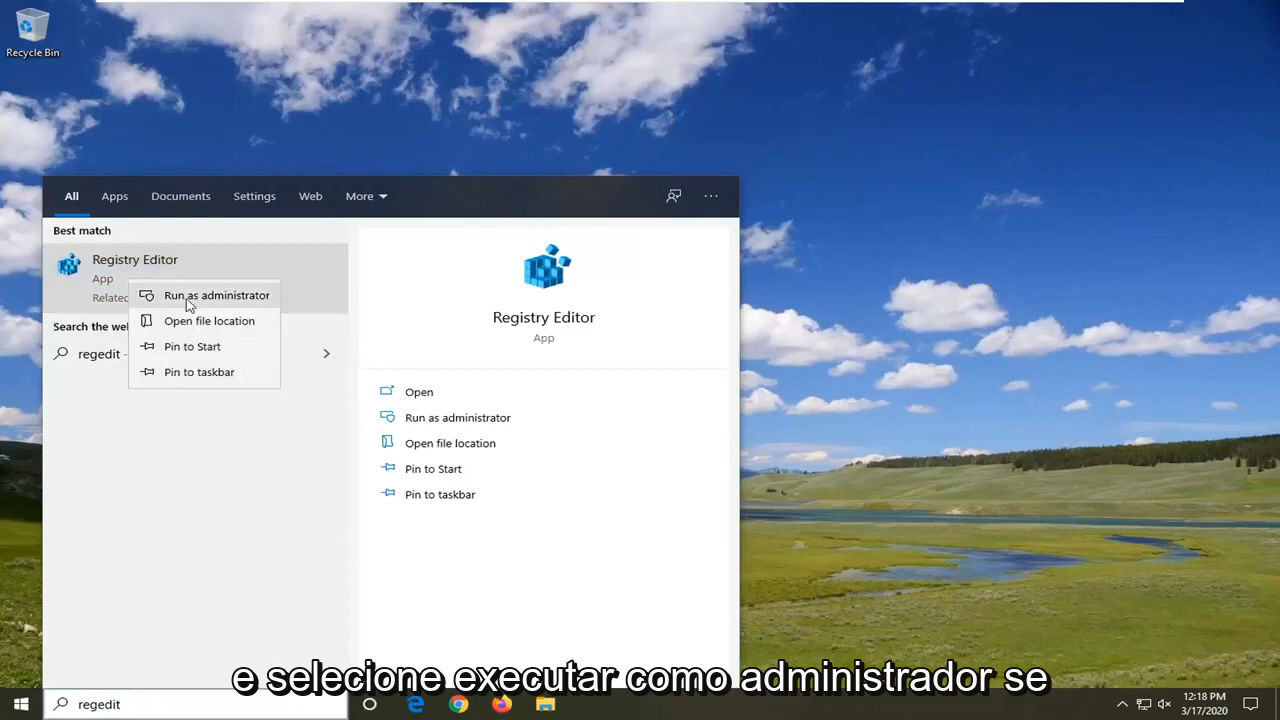 Recycle Bin
All Apps Documents Settings Web More
Best match
Registry Editor
App
Related
Run as administrator
Open file location
Pin to Start
Pin to taskbar
Search the we
regedit -
Registry Editor
App
Open
Run as administrator
Open file location
Pin to Start
Pin to taskbar
e selecione executar como administrador se
regedit
12:18 PM
3/17/2020